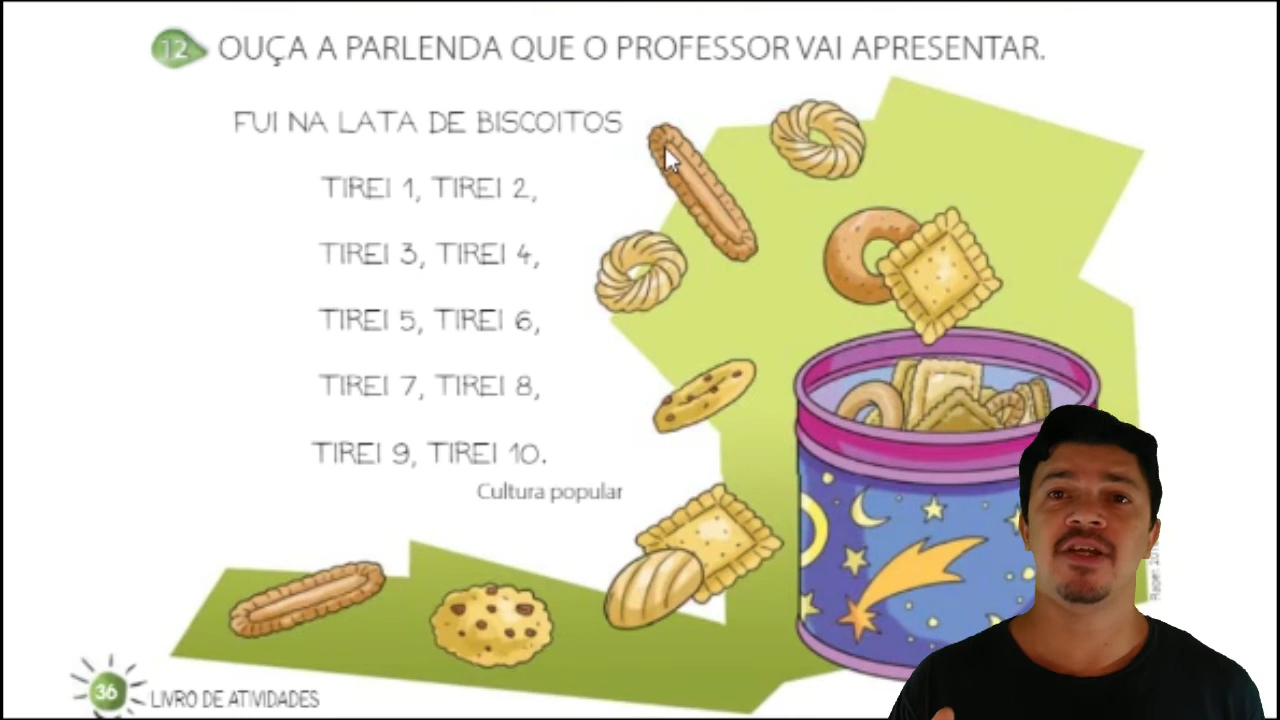 12 OUÇA A PARLENDA QUE O PROFESSOR VAI APRESENTAR.
FUI NA LATA DE BISCOITOS
TIREI 1, TIREI 2,
TIREI 3, TIREI 4,
TIREI 5, TIREI 6,
TIREI 7, TIREI 8,
TIREI 9, TIREI 10.
Cultura popular
36 LIVRO DE ATIVIDADES